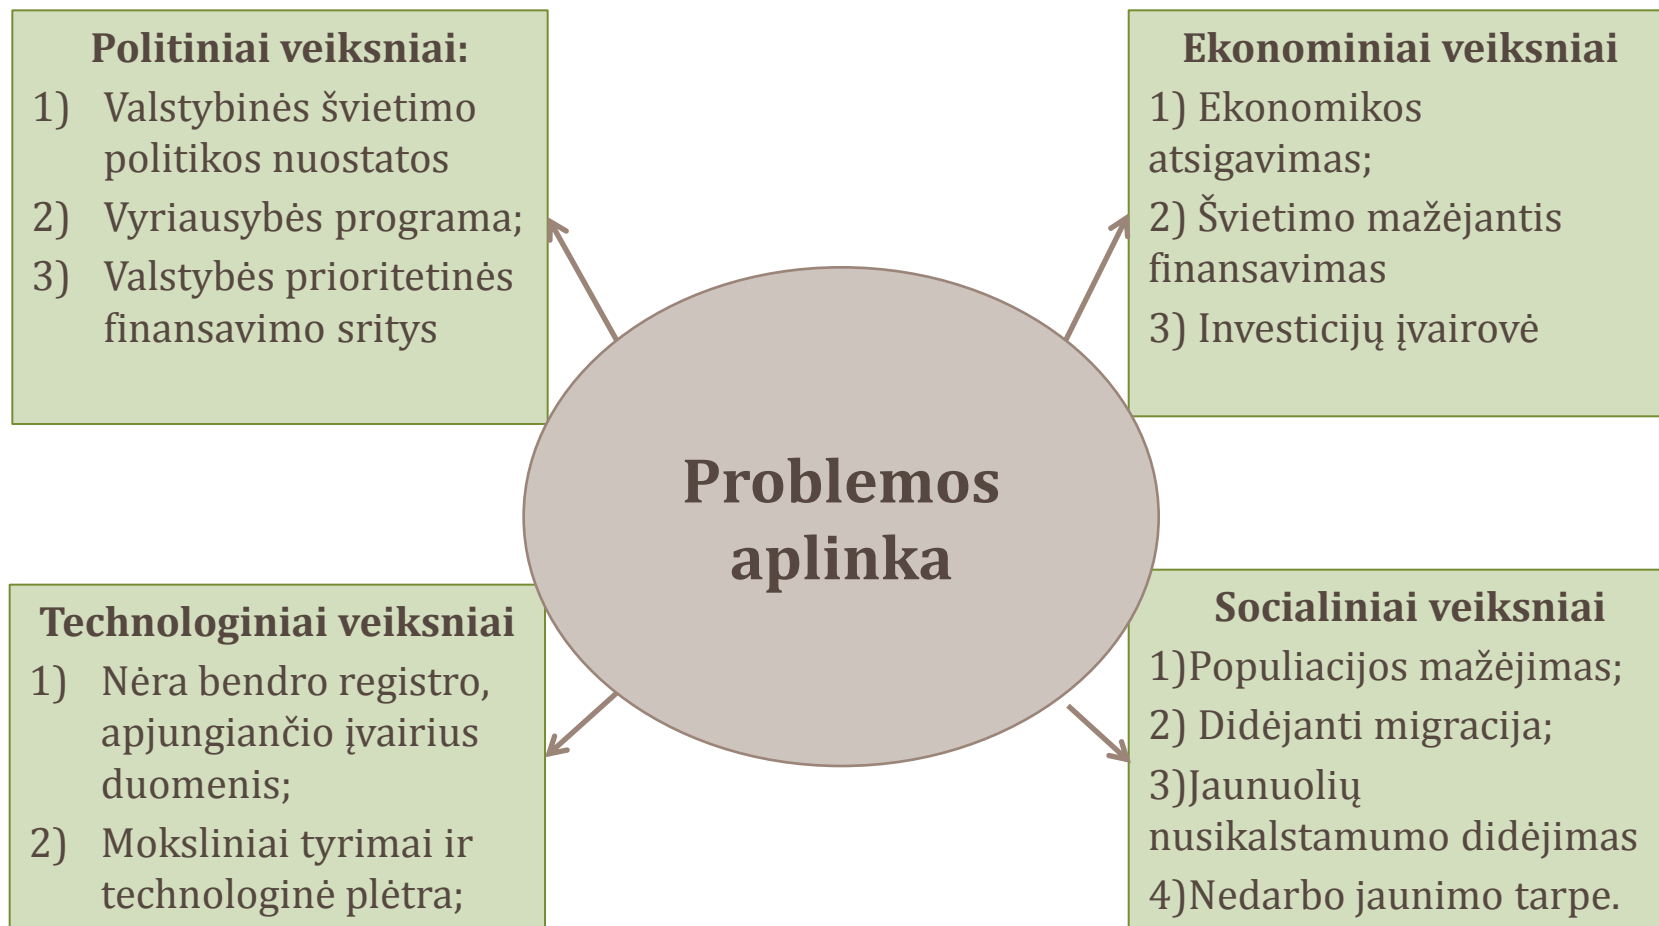 Politiniai veiksniai:
1) Valstybinės švietimo
politikos nuostatos
2) Vyriausybės programa;
3) Valstybės prioritetinės
finansavimo sritys
Ekonominiai veiksniai
1) Ekonomikos
atsigavimas;
2) Švietimo mažėjantis
finansavimas
3) Investicijų įvairovė
Problemos
aplinka
Technologiniai veiksniai
1) Nėra bendro registro,
apjungiančio įvairius
duomenis;
2) Moksliniai tyrimai ir
technologinė plėtra;
Socialiniai veiksniai
1)Populiacijos mažėjimas;
2) Didėjanti migracija;
3)Jaunuolių
nusikalstamumo didėjimas
4)Nedarbo jaunimo tarpe.